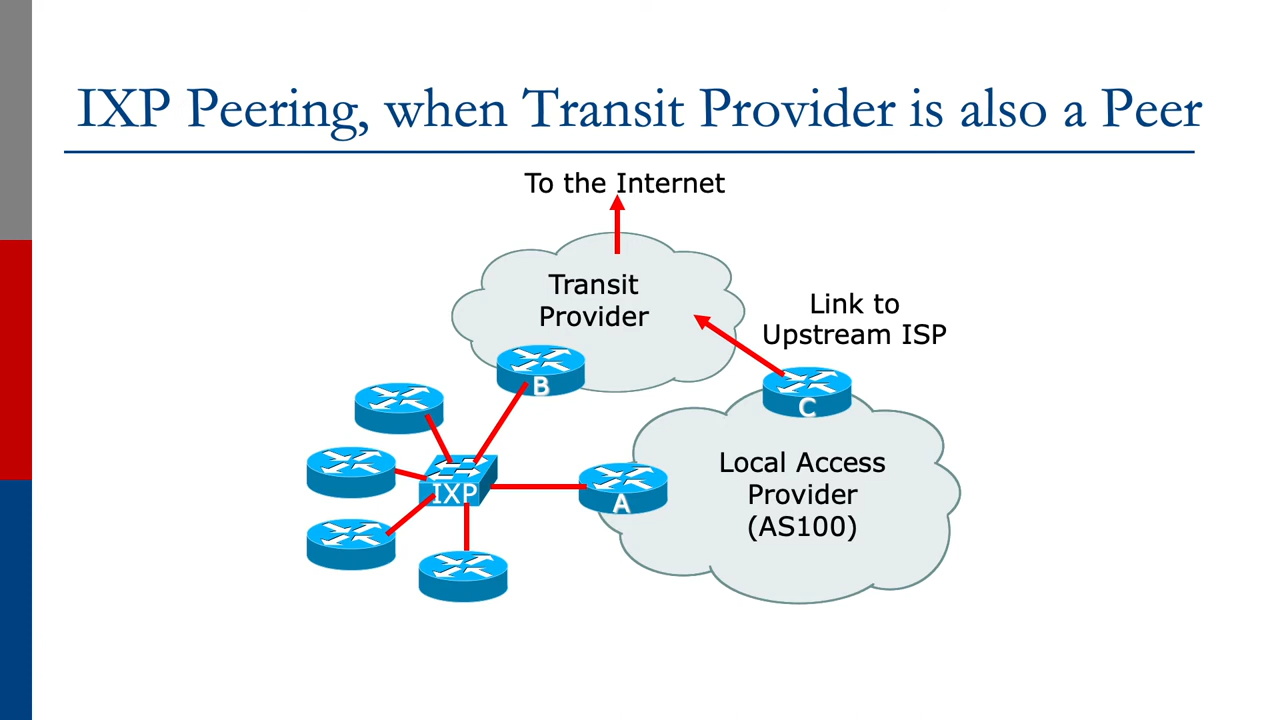 IXP Peering, when Transit Provider is also a Peer
To the Internet
Transit
Provider
Link to
Upstream ISP
B
C
IXP
A
Local Access
Provider
(AS100)